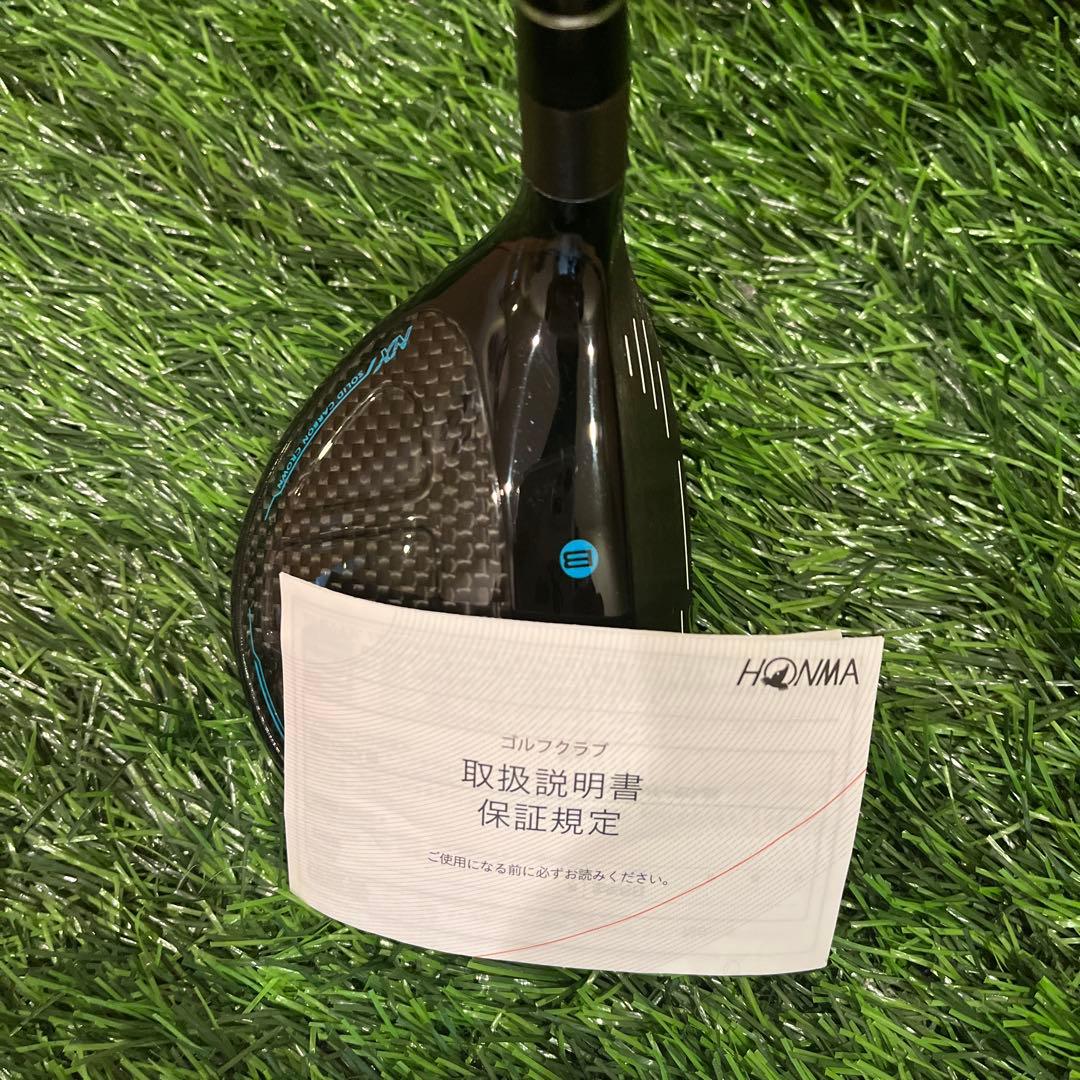 NX
SOLID CARBON CROWN
HONMA
ゴルフクラブ
取扱説明書
保証規定
ご使用になる前に必ずお読みください。